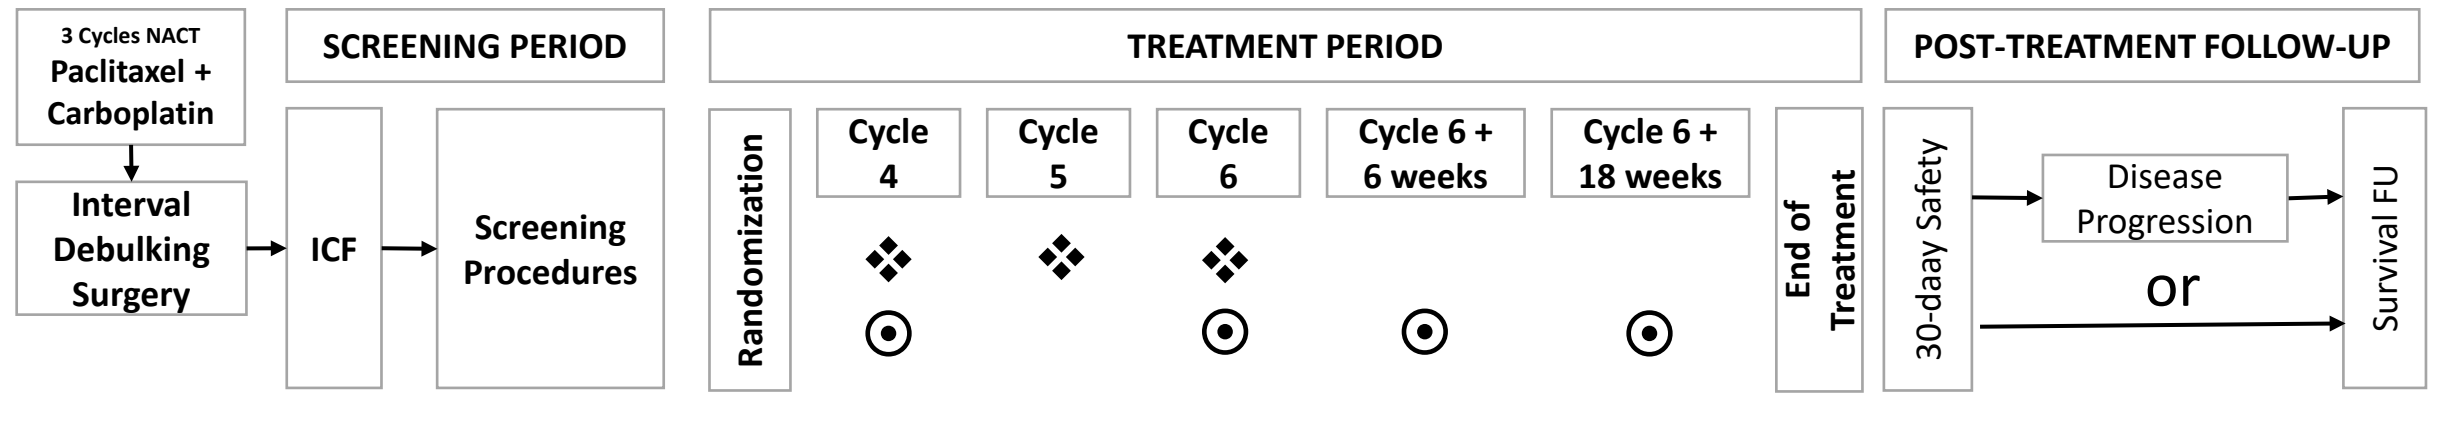 3 Cycles NACT
Paclitaxel +
Carboplatin
Interval
Debulking
Surgery
SCREENING PERIOD
ICF
Screening
Procedures
TREATMENT PERIOD
Randomization
Cycle
4
Cycle
5
Cycle
6
Cycle 6 +
6 weeks
Cycle 6 +
18 weeks
End of
Treatment
POST-TREATMENT FOLLOW-UP
30-daay Safety
Disease
Progression
or
Survival FU